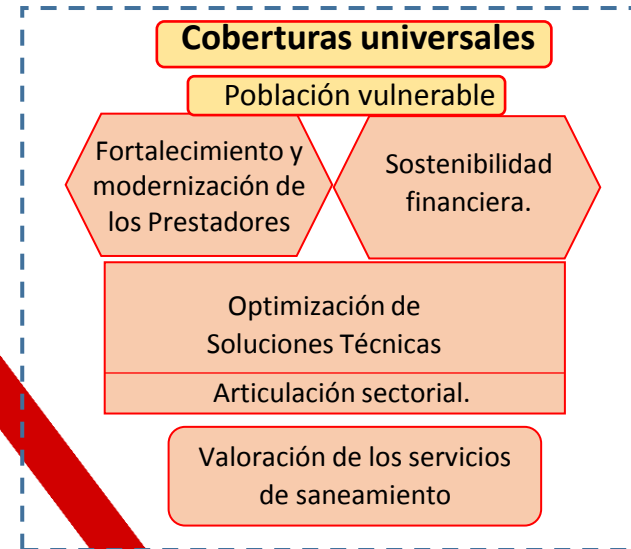 Coberturas universales
Población vulnerable
Fortalecimiento y
modernización de
los Prestadores
Sostenibilidad
financiera.
Optimización de
Soluciones Técnicas
Articulación sectorial.
Valoración de los servicios
de saneamiento